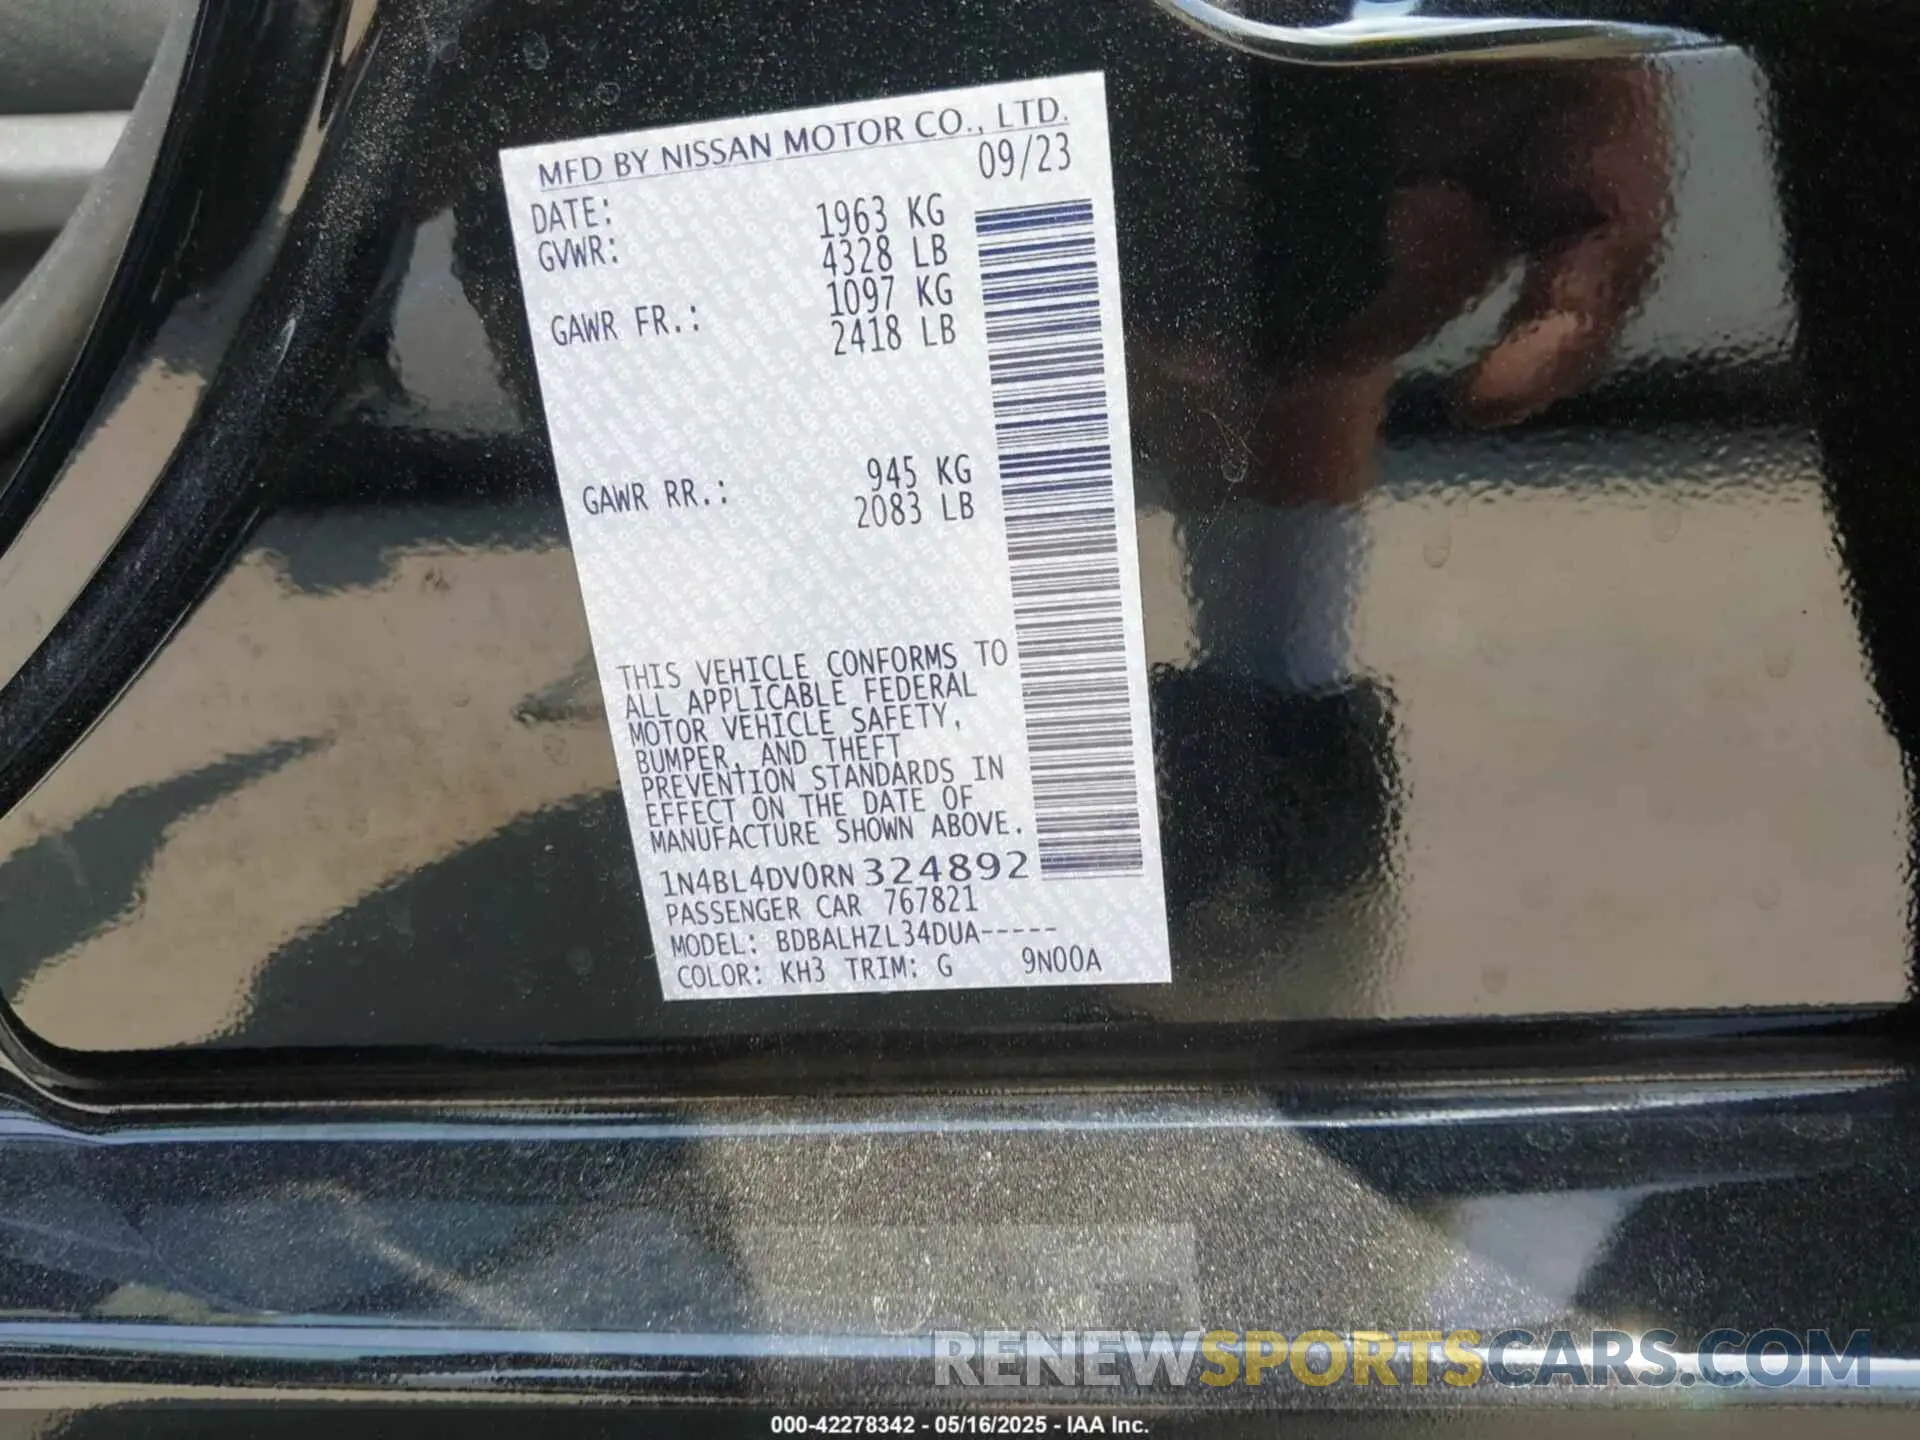 MFD BY NISSAN MOTOR CO., LTD.
DATE: 09/23
GVWR: 1963 KG
4328 LB
GAWR FR.: 1097 KG
2418 LB
GAWR RR.: 945 KG
2083 LB
THIS VEHICLE CONFORMS TO
ALL APPLICABLE FEDERAL
MOTOR VEHICLE SAFETY,
BUMPER, AND THEFT
PREVENTION STANDARDS IN
EFFECT ON THE DATE OF
MANUFACTURE SHOWN ABOVE.
1N4BL4DV0RN324892
PASSENGER CAR 767821
MODEL: BDBALHZL34DUA-----
COLOR: KH3 TRIM: G 9N00A
RENEWSPORTSCARS.COM
000-42278342 - 05/16/2025 - IAA Inc.